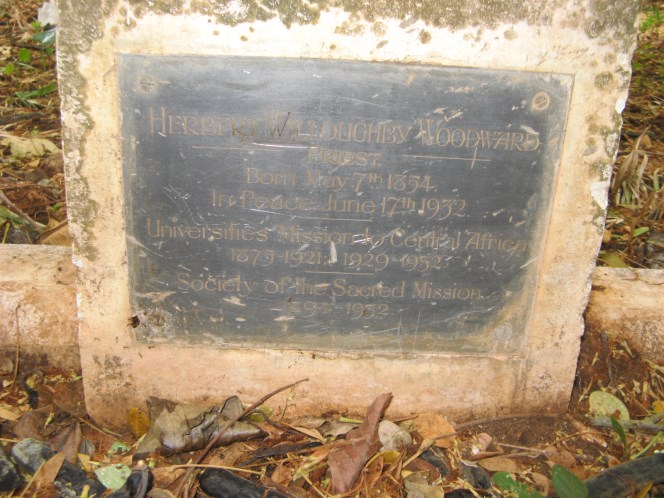 HERBERT WILLOUGHBY WOODWARD
PRIEST
Born May 7th 1854
In Peace June 17th 1932
Universities Mission to Central Africa
1875-1921 1929-1932
Society of the Sacred Mission
1932